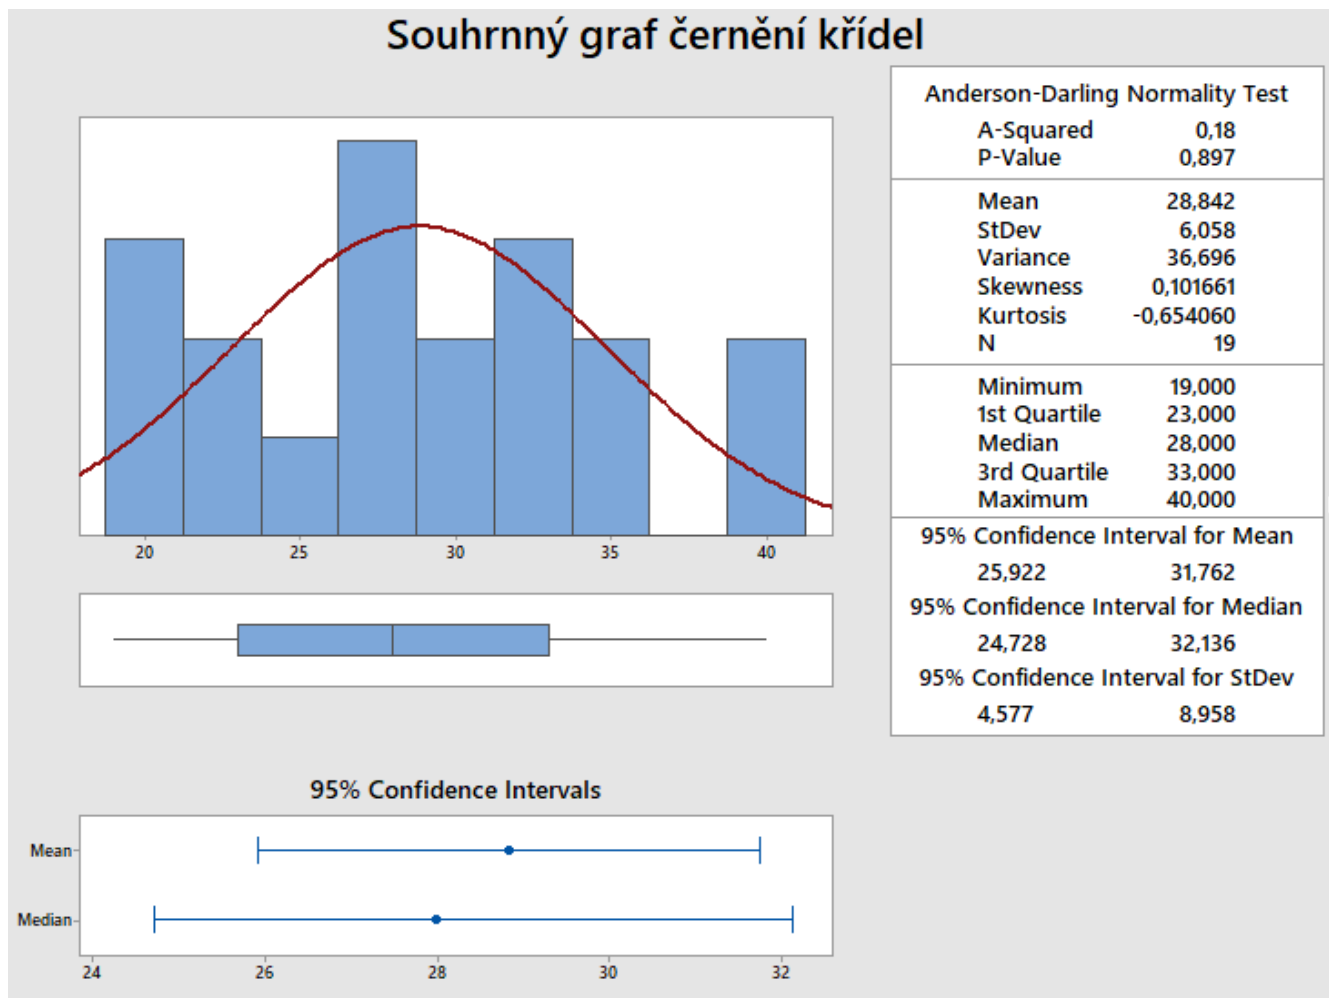 Souhrnný graf černění křídel
20 25 30 35 40
95% Confidence Intervals
Mean
Median
24 26 28 30 32
Anderson-Darling Normality Test
A-Squared 0,18
P-Value 0,897
Mean 28,842
StDev 6,058
Variance 36,696
Skewness 0,101661
Kurtosis -0,654060
N 19
Minimum 19,000
1st Quartile 23,000
Median 28,000
3rd Quartile 33,000
Maximum 40,000
95% Confidence Interval for Mean
25,922 31,762
95% Confidence Interval for Median
24,728 32,136
95% Confidence Interval for StDev
4,577 8,958